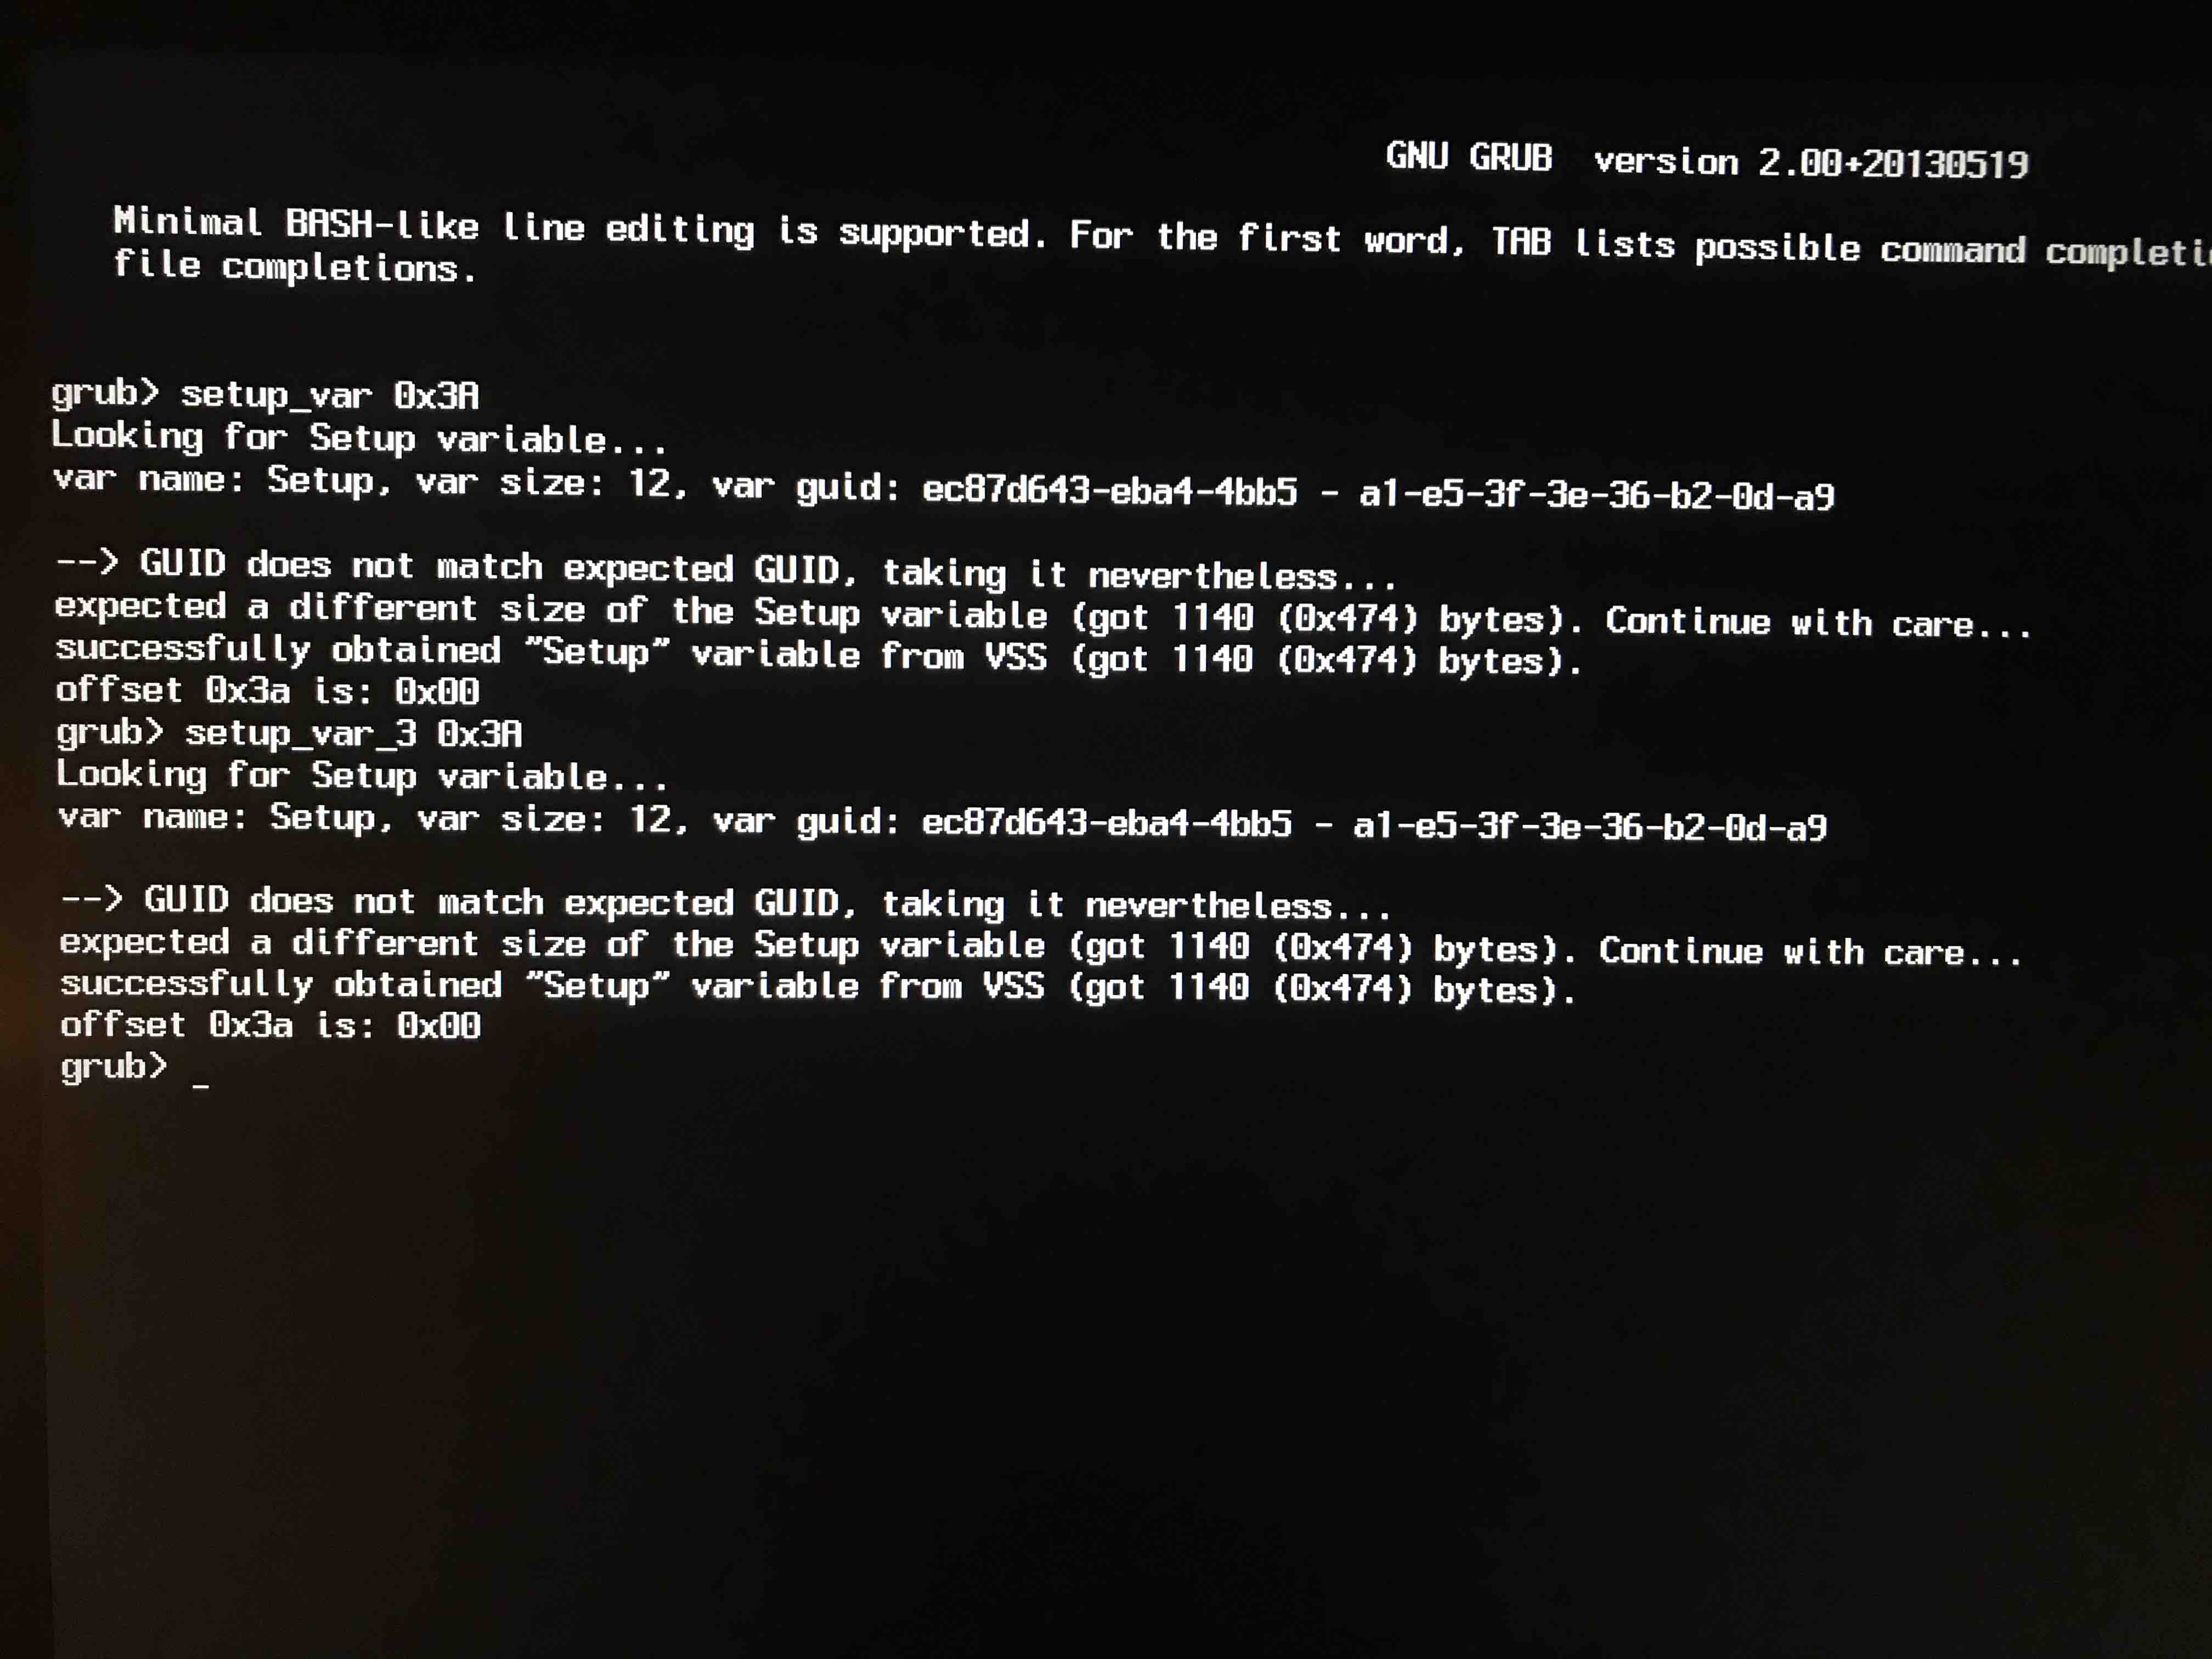 GNU GRUB  version 2.00+20130519
Minimal BASH-like line editing is supported. For the first word, TAB lists possible command
file completions.
grub> setup_var 0x3A
Looking for Setup variable...
var name: Setup, var size: 12, var guid: ec87d643-eba4-4bb5 - a1-e5-3f-3e-36-b2-0d-a9
--> GUID does not match expected GUID, taking it nevertheless...
expected a different size of the Setup variable (got 1140 (0x474) bytes). Continue with care...
successfully obtained "Setup" variable from VSS (got 1140 (0x474) bytes).
offset 0x3a is: 0x00
grub> setup_var_3 0x3A
Looking for Setup variable...
var name: Setup, var size: 12, var guid: ec87d643-eba4-4bb5 - a1-e5-3f-3e-36-b2-0d-a9
--> GUID does not match expected GUID, taking it nevertheless...
expected a different size of the Setup variable (got 1140 (0x474) bytes). Continue with care...
successfully obtained "Setup" variable from VSS (got 1140 (0x474) bytes).
offset 0x3a is: 0x00
grub> _